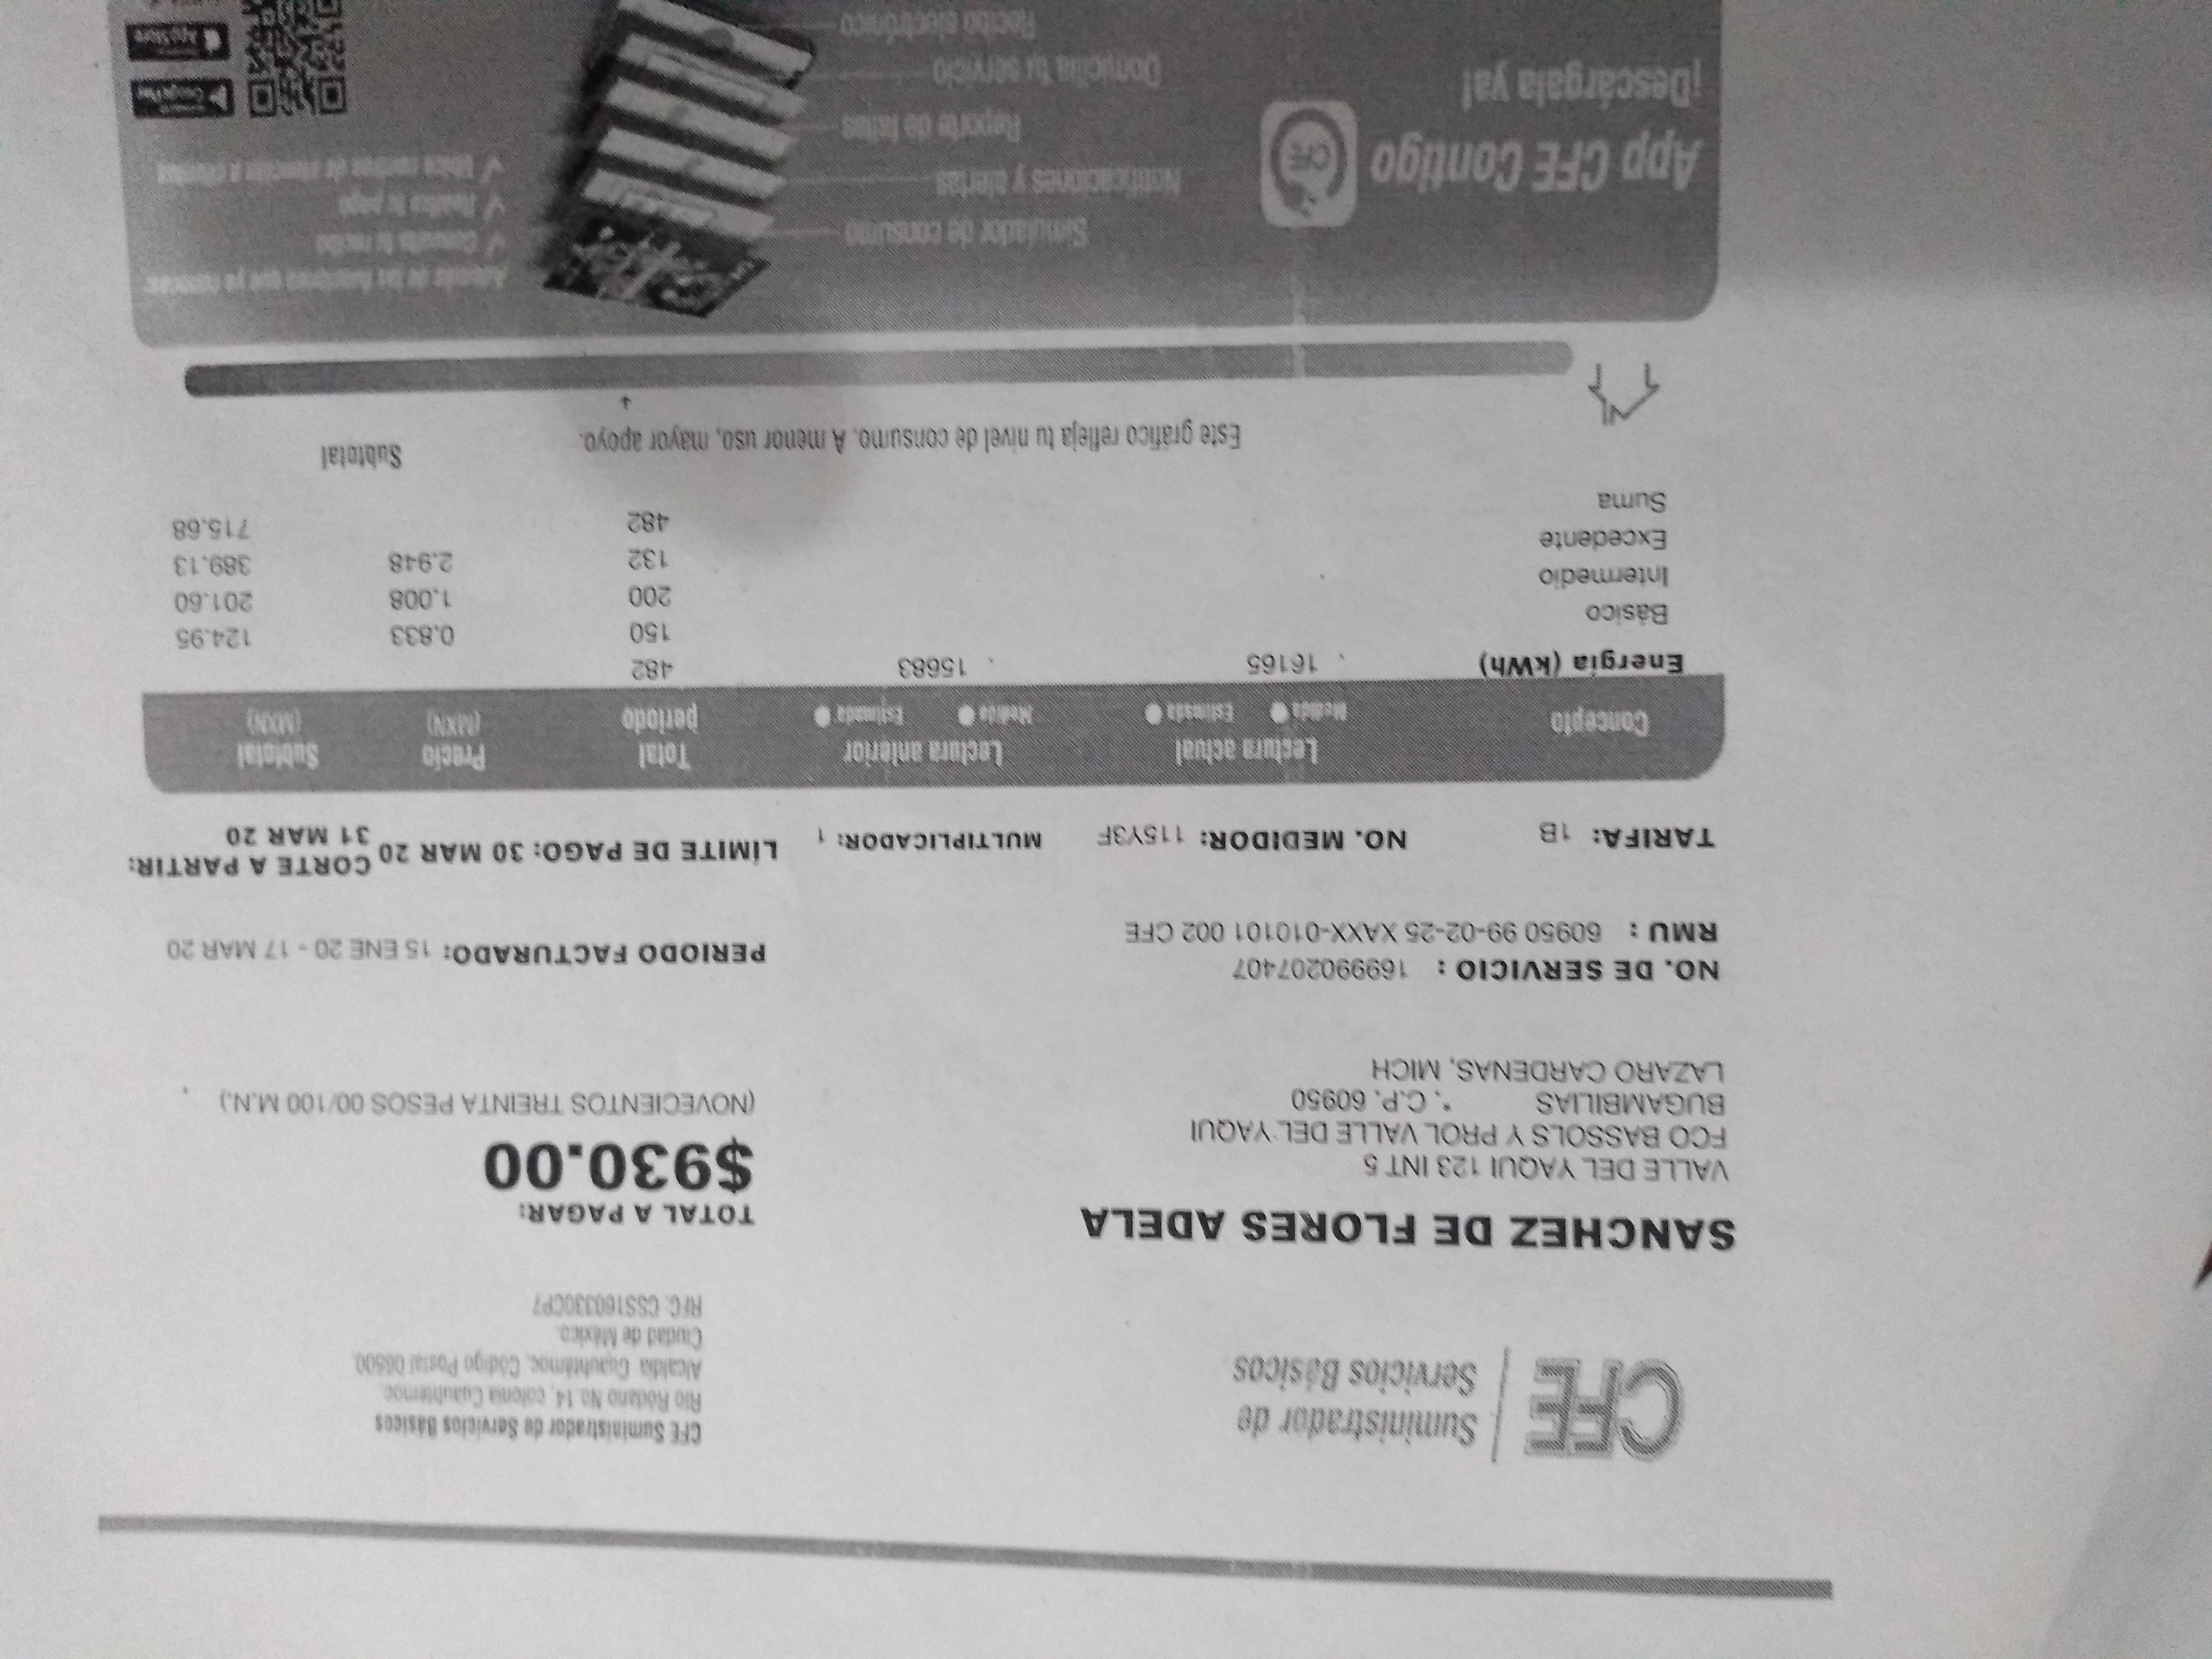 CFE Suministrador de
Servicios Básicos
CFE Suministrador de Servicios Básicos
Río Ródano No.14, colonia Cuauhtémoc,
Alcaldía Cuauhtémoc, Código Postal 06500,
Ciudad de México.
RFC: CSS160330CP7
SANCHEZ DE FLORES ADELA
VALLE DEL YAQUI 123 INT 5
FCO BASSOLS Y PROL VALLE DEL YAQUI
BUGAMBILIAS *. C.P. 60950
LAZARO CARDENAS, MICH
TOTAL A PAGAR:
$930.00
(NOVECIENTOS TREINTA PESOS 00/100 M.N.)
NO. DE SERVICIO : 169990207407
RMU : 60950 99-02-25 XAXX-010101 002 CFE
PERIODO FACTURADO: 15 ENE 20 - 17 MAR 20
TARIFA: 1B NO. MEDIDOR: 115Y3F MULTIPLICADOR: 1
LÍMITE DE PAGO: 30 MAR 20
CORTE A PARTIR:
31 MAR 20
Concepto
Lectura actual
Medida Estimada
Lectura anterior
Medida Estimada
Total
periodo
Precio
(MXN)
Subtotal
(MXN)
Energía (kWh) 16165 15683 482
Básico 150 0.833 124.95
Intermedio 200 1.008 201.60
Excedente 132 2.948 389.13
Suma 482 715.68
Este gráfico refleja tu nivel de consumo. A menor uso, mayor apoyo.
Subtotal
App CFE Contigo
¡Descárgala ya!
CFE
Simulador de consumo
Notificaciones y alertas
Reporte de fallas
Domicilia tu servicio
Recibo electrónico
Además de las funciones que ya conoces:
Consulta tu recibo
Realiza tu pago
Ubica centros de atención a clientes
Google Play
App Store